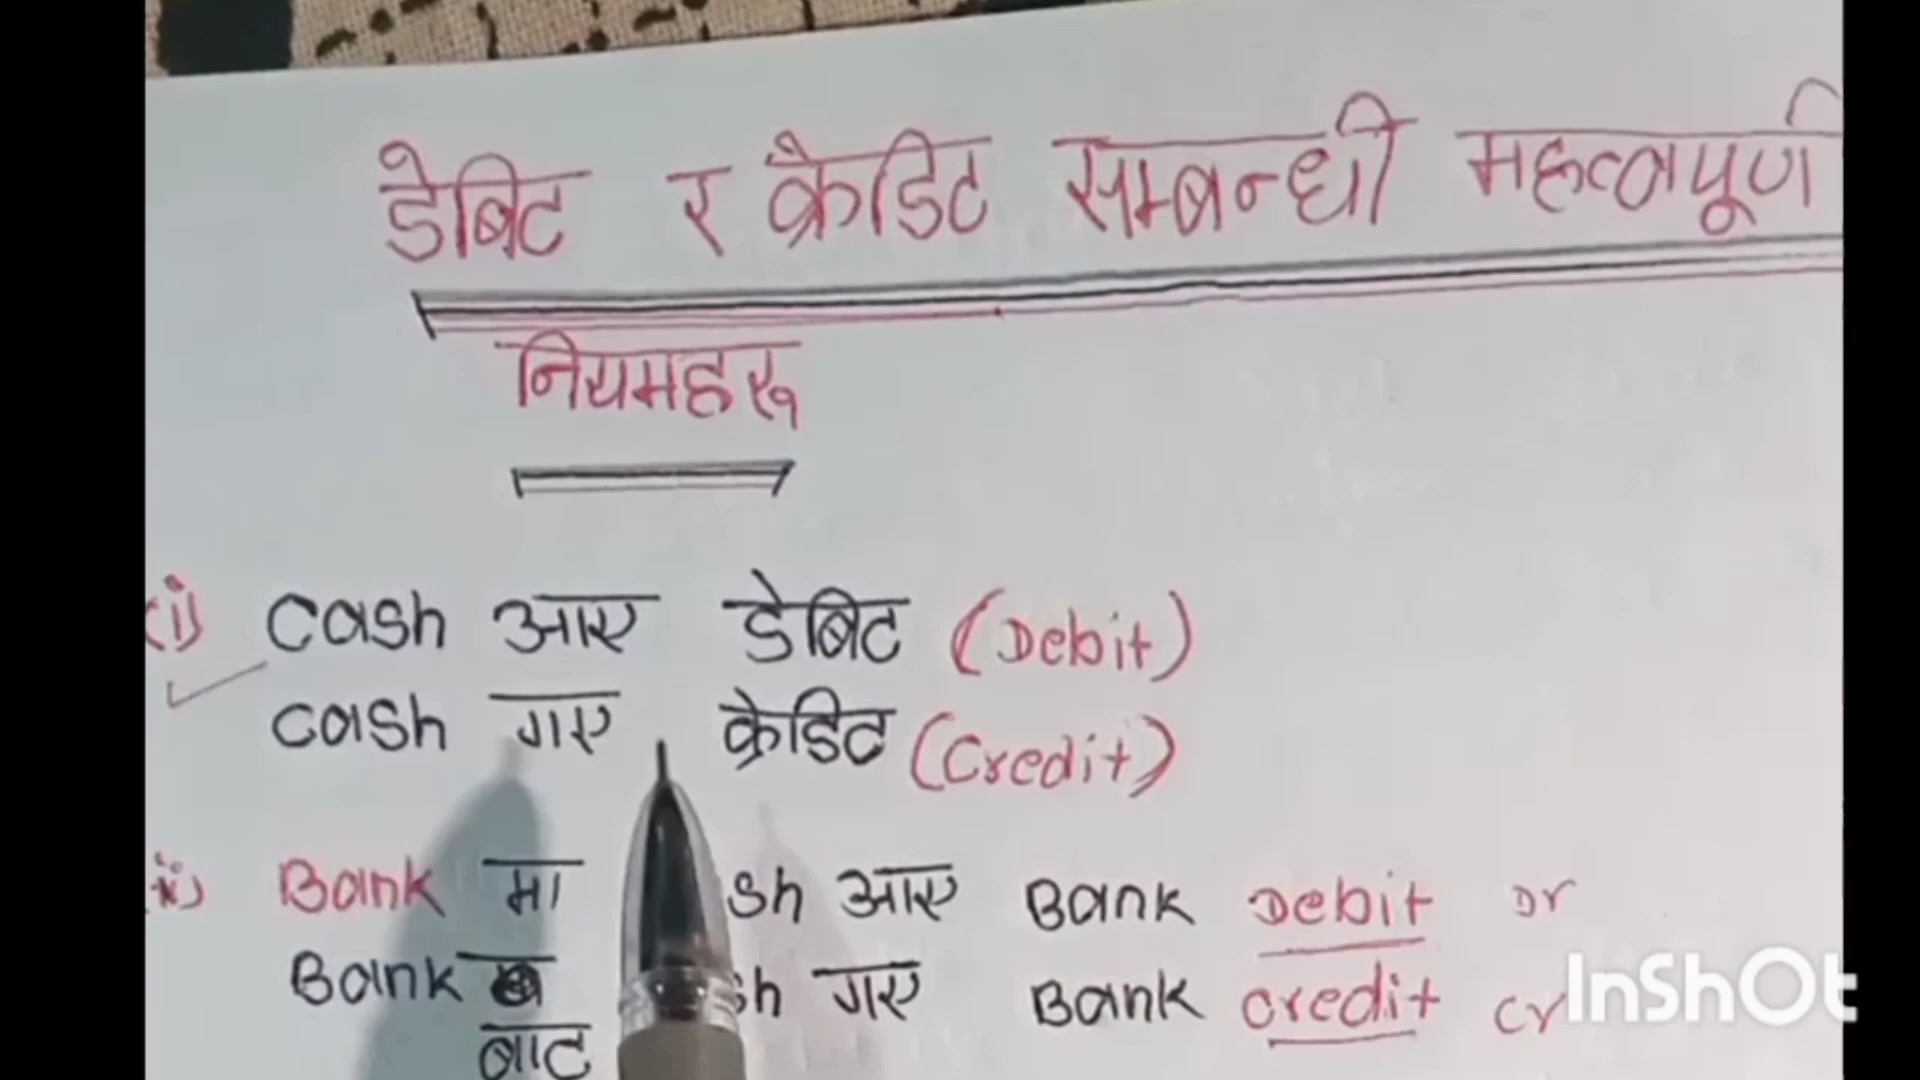 डेबिट र क्रेडिट सम्बन्धी महत्वपूर्ण
नियमहरू
(i) Cash आए डेबिट (Debit)
Cash गए क्रेडिट (Credit)
Bank मा sh आए Bank Debit Dr
Bank sh गए Bank credit cr
बाट
InShOt